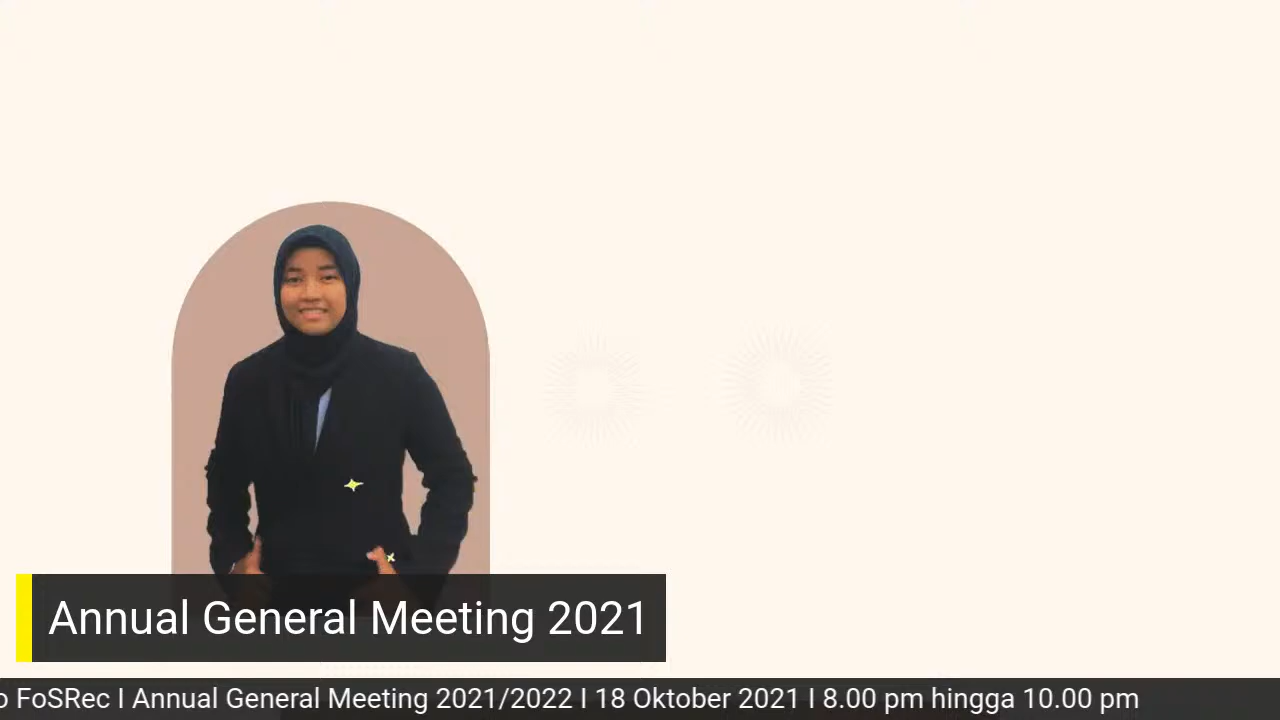 Annual General Meeting 2021
FoSRec I Annual General Meeting 2021/2022 I 18 Oktober 2021 I 8.00 pm hingga 10.00 pm